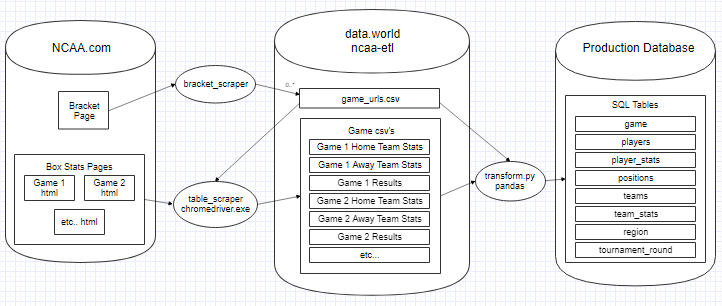 NCAA.com
Bracket
Page
Box Stats Pages
Game 1
html
Game 2
html
etc.. html
bracket_scraper
table_scraper
chromedriver.exe
data.world
ncaa-etl
0..*
game_urls.csv
Game csv's
Game 1 Home Team Stats
Game 1 Away Team Stats
Game 1 Results
Game 2 Home Team Stats
Game 2 Away Team Stats
Game 2 Results
etc...
transform.py
pandas
Production Database
SQL Tables
game
players
player_stats
positions
teams
team_stats
region
tournament_round